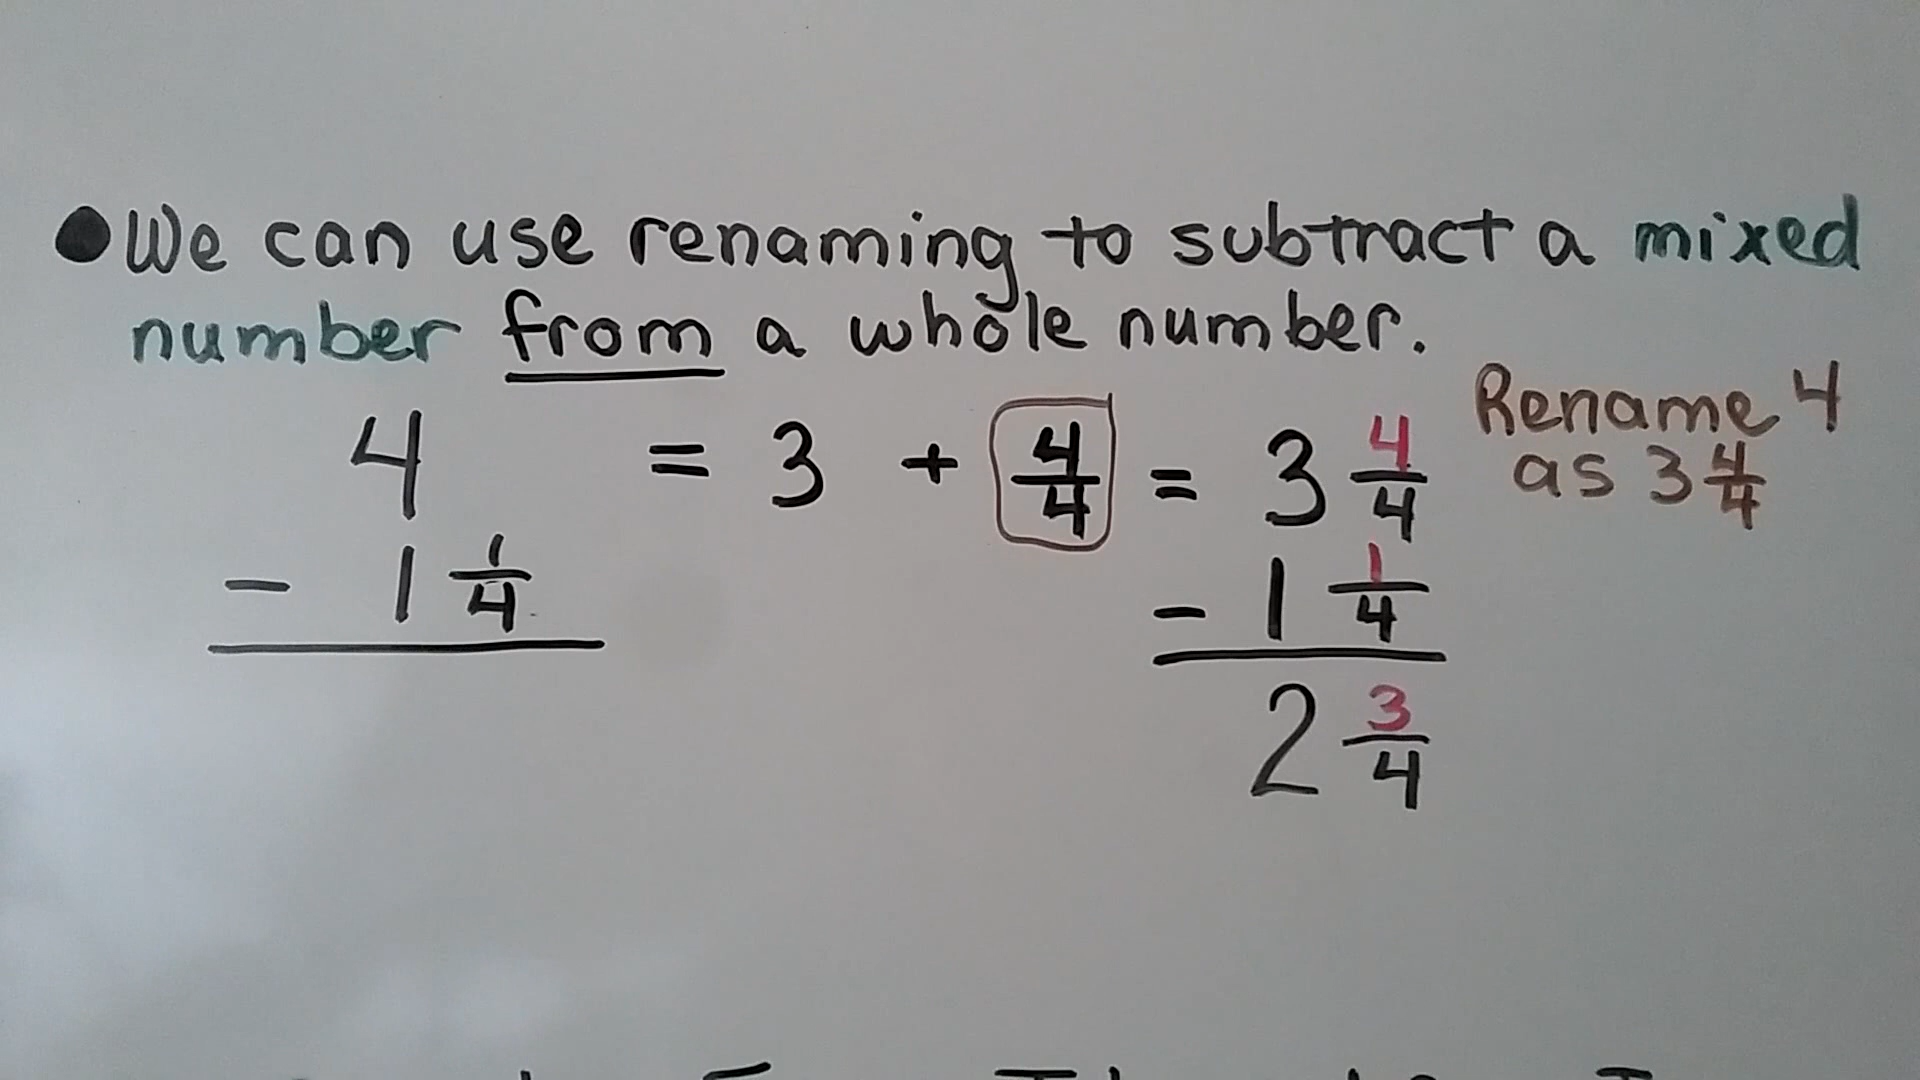 ●We can use renaming to subtract a mixed
number from a whole number.
Rename 4
as 3 4/4
4 = 3 + 4/4 = 3 4/4
- 1 1/4 - 1 1/4
2 3/4